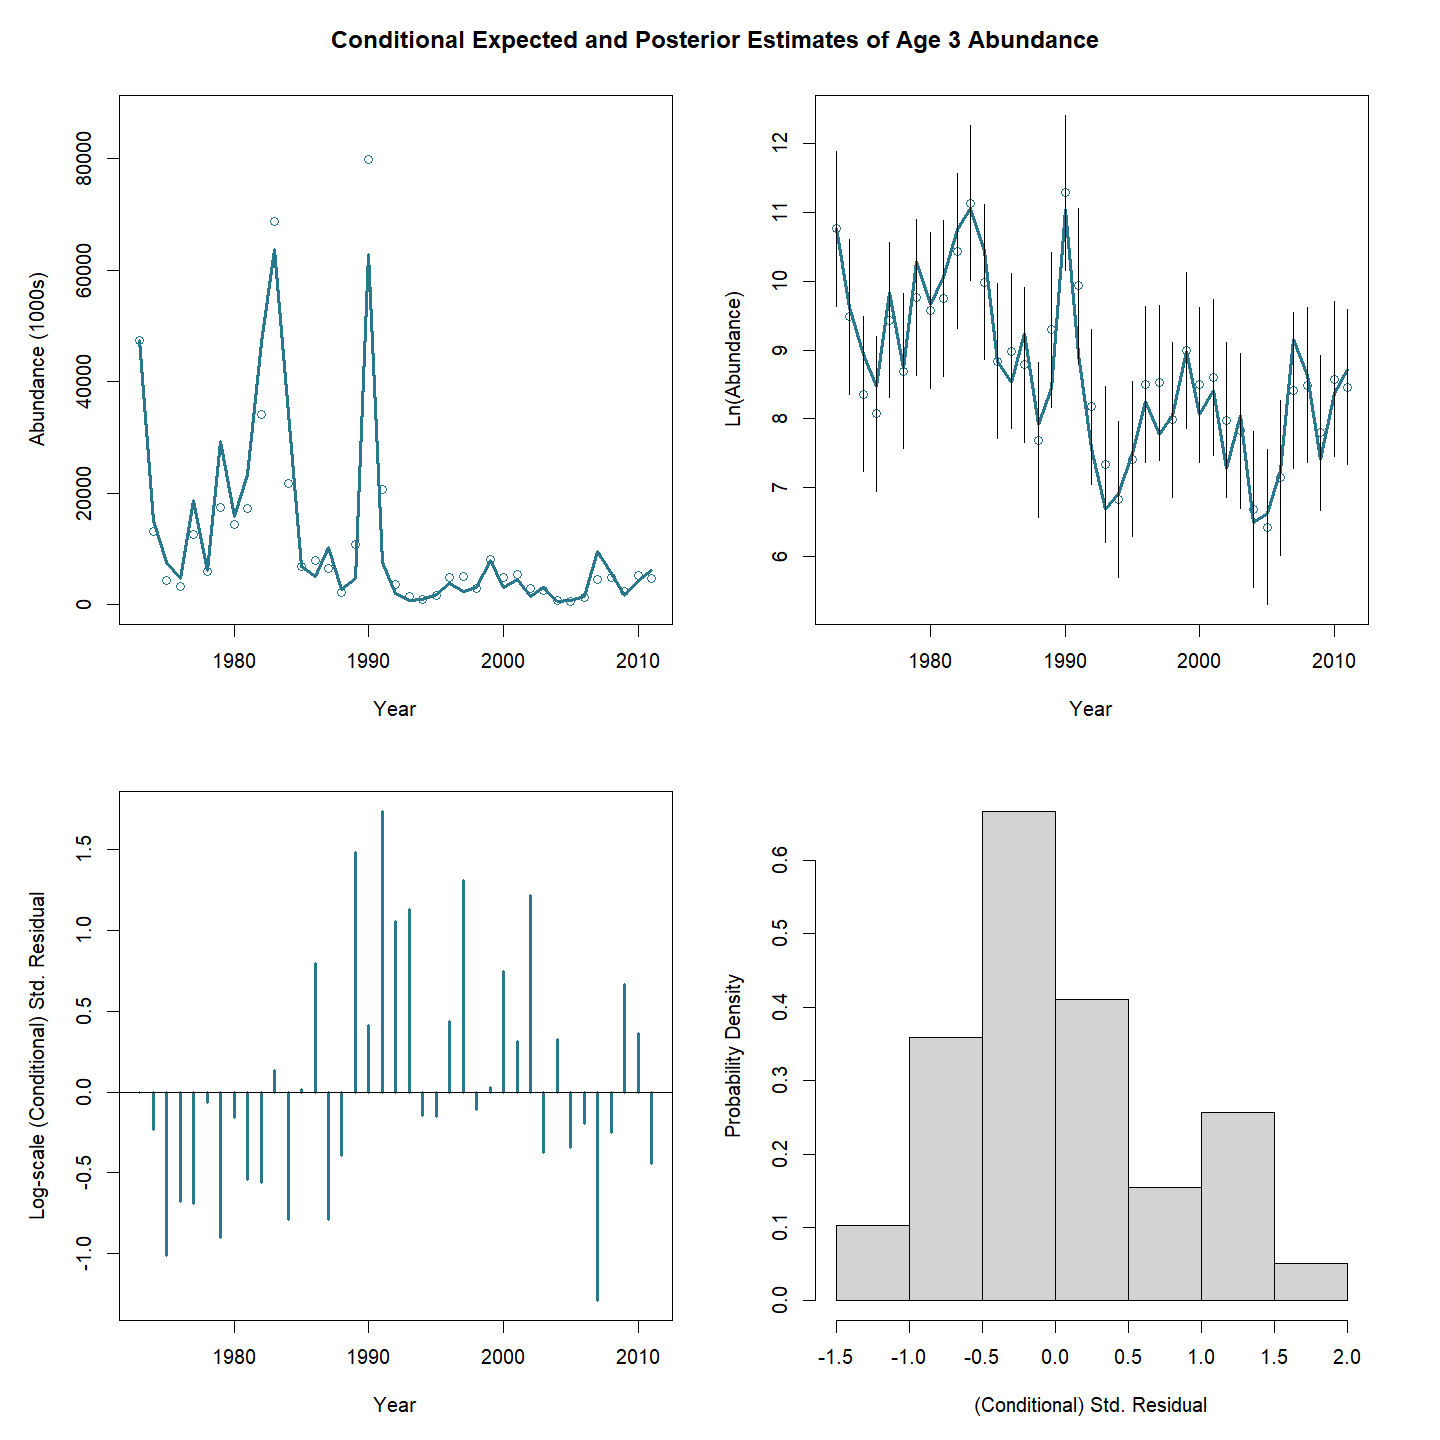 Conditional Expected and Posterior Estimates of Age 3 Abundance
Abundance (1000s)
0 20000 40000 60000 80000
1980 1990 2000 2010
Year
Ln(Abundance)
6 7 8 9 10 11 12
1980 1990 2000 2010
Year
Log-scale (Conditional) Std. Residual
-1.0 -0.5 0.0 0.5 1.0 1.5
1980 1990 2000 2010
Year
Probability Density
0.0 0.1 0.2 0.3 0.4 0.5 0.6
-1.5 -1.0 -0.5 0.0 0.5 1.0 1.5 2.0
(Conditional) Std. Residual